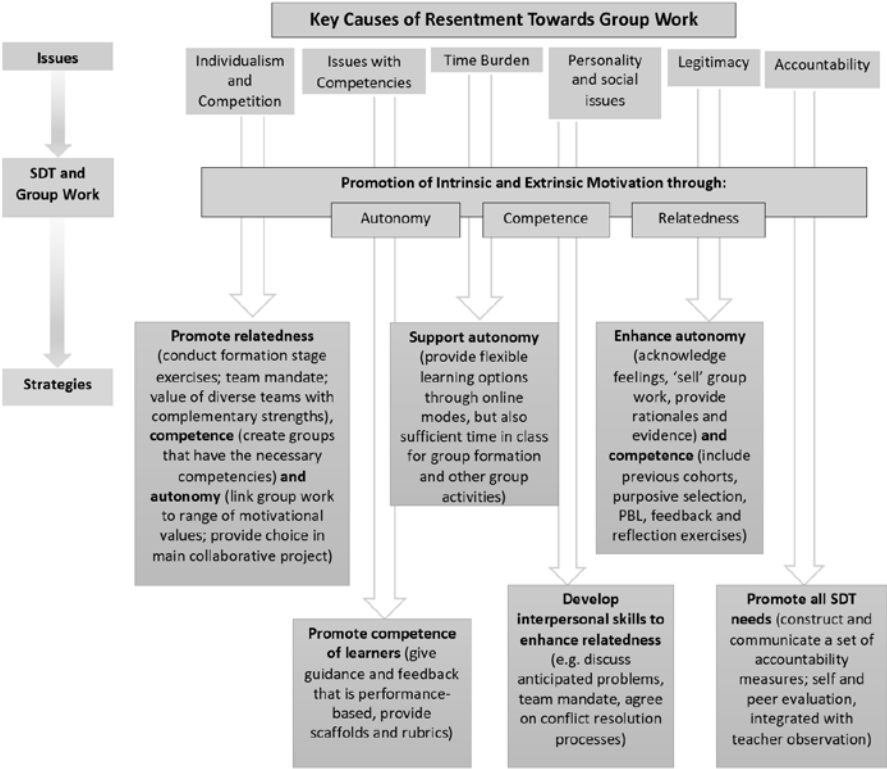 Key Causes of Resentment Towards Group Work
Issues
Individualism
and
Competition
Issues with
Competencies
Time Burden
Personality
and social
issues
Legitimacy
Accountability
SDT and
Group Work
Promotion of Intrinsic and Extrinsic Motivation through:
Autonomy
Competence
Relatedness
Strategies
Promote relatedness
(conduct formation stage
exercises; team mandate;
value of diverse teams with
complementary strengths),
competence (create groups
that have the necessary
competencies) and
autonomy (link group work
to range of motivational
values; provide choice in
main collaborative project)
Support autonomy
(provide flexible
learning options
through online
modes, but also
sufficient time in class
for group formation
and other group
activities)
Enhance autonomy
(acknowledge
feelings, ‘sell’ group
work, provide
rationales and
evidence) and
competence (include
previous cohorts,
purposive selection,
PBL, feedback and
reflection exercises)
Promote competence
of learners (give
guidance and feedback
that is performance-
based, provide
scaffolds and rubrics)
Develop
interpersonal skills to
enhance relatedness
(e.g. discuss
anticipated problems,
team mandate, agree
on conflict resolution
processes)
Promote all SDT
needs (construct and
communicate a set of
accountability
measures; self and
peer evaluation,
integrated with
teacher observation)